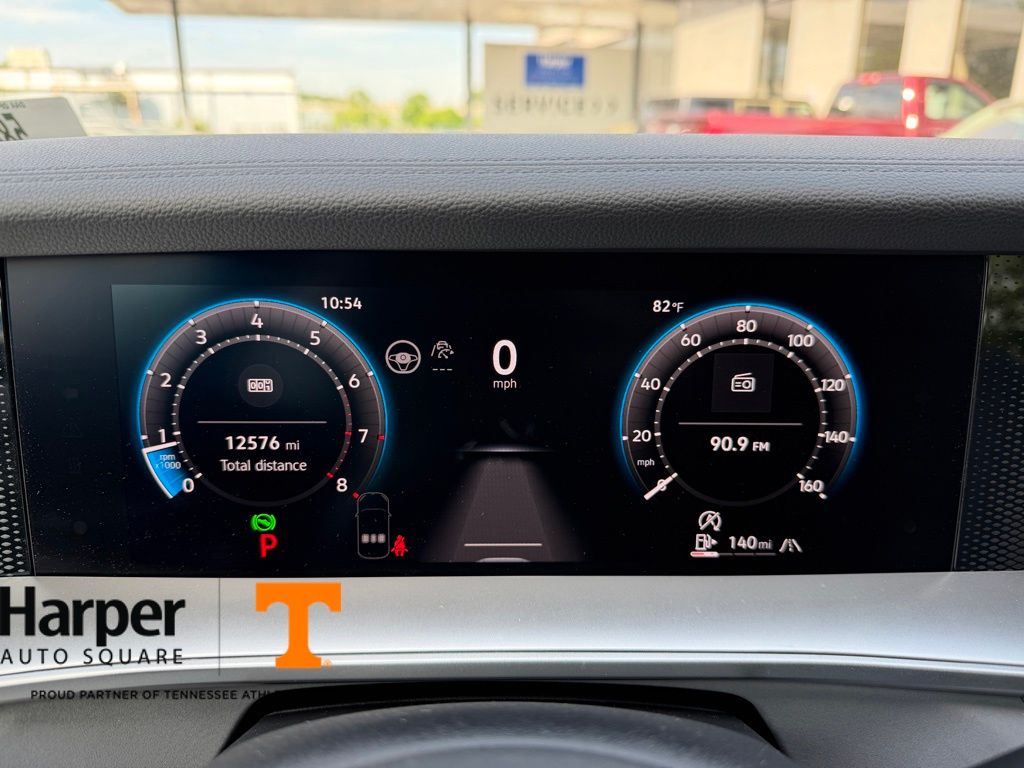 SERVICE >>
10:54
82°F
0
mph
0
1
2
3
4
5
6
7
8
rpm
x1000
12576 mi
Total distance
P
0
20
40
60
80
100
120
140
160
mph
90.9 FM
140 mi
Harper
AUTO SQUARE
T
PROUD PARTNER OF TENNESSEE